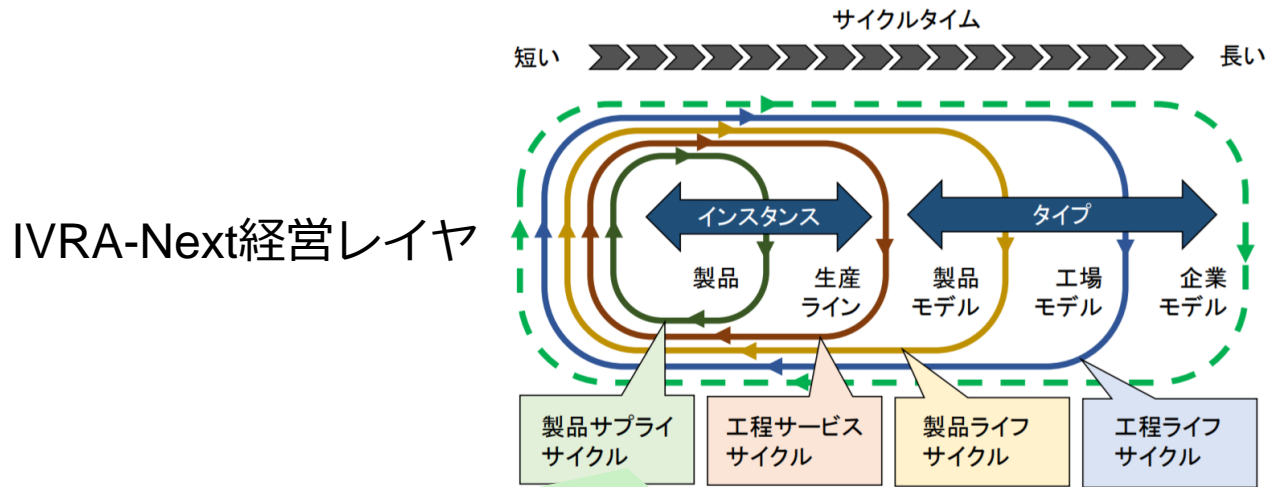 サイクルタイム
短い
長い
IVRA-Next経営レイヤ
インスタンス
タイプ
製品
生産
ライン
製品
モデル
工場
モデル
企業
モデル
製品サプライ
サイクル
工程サービス
サイクル
製品ライフ
サイクル
工程ライフ
サイクル